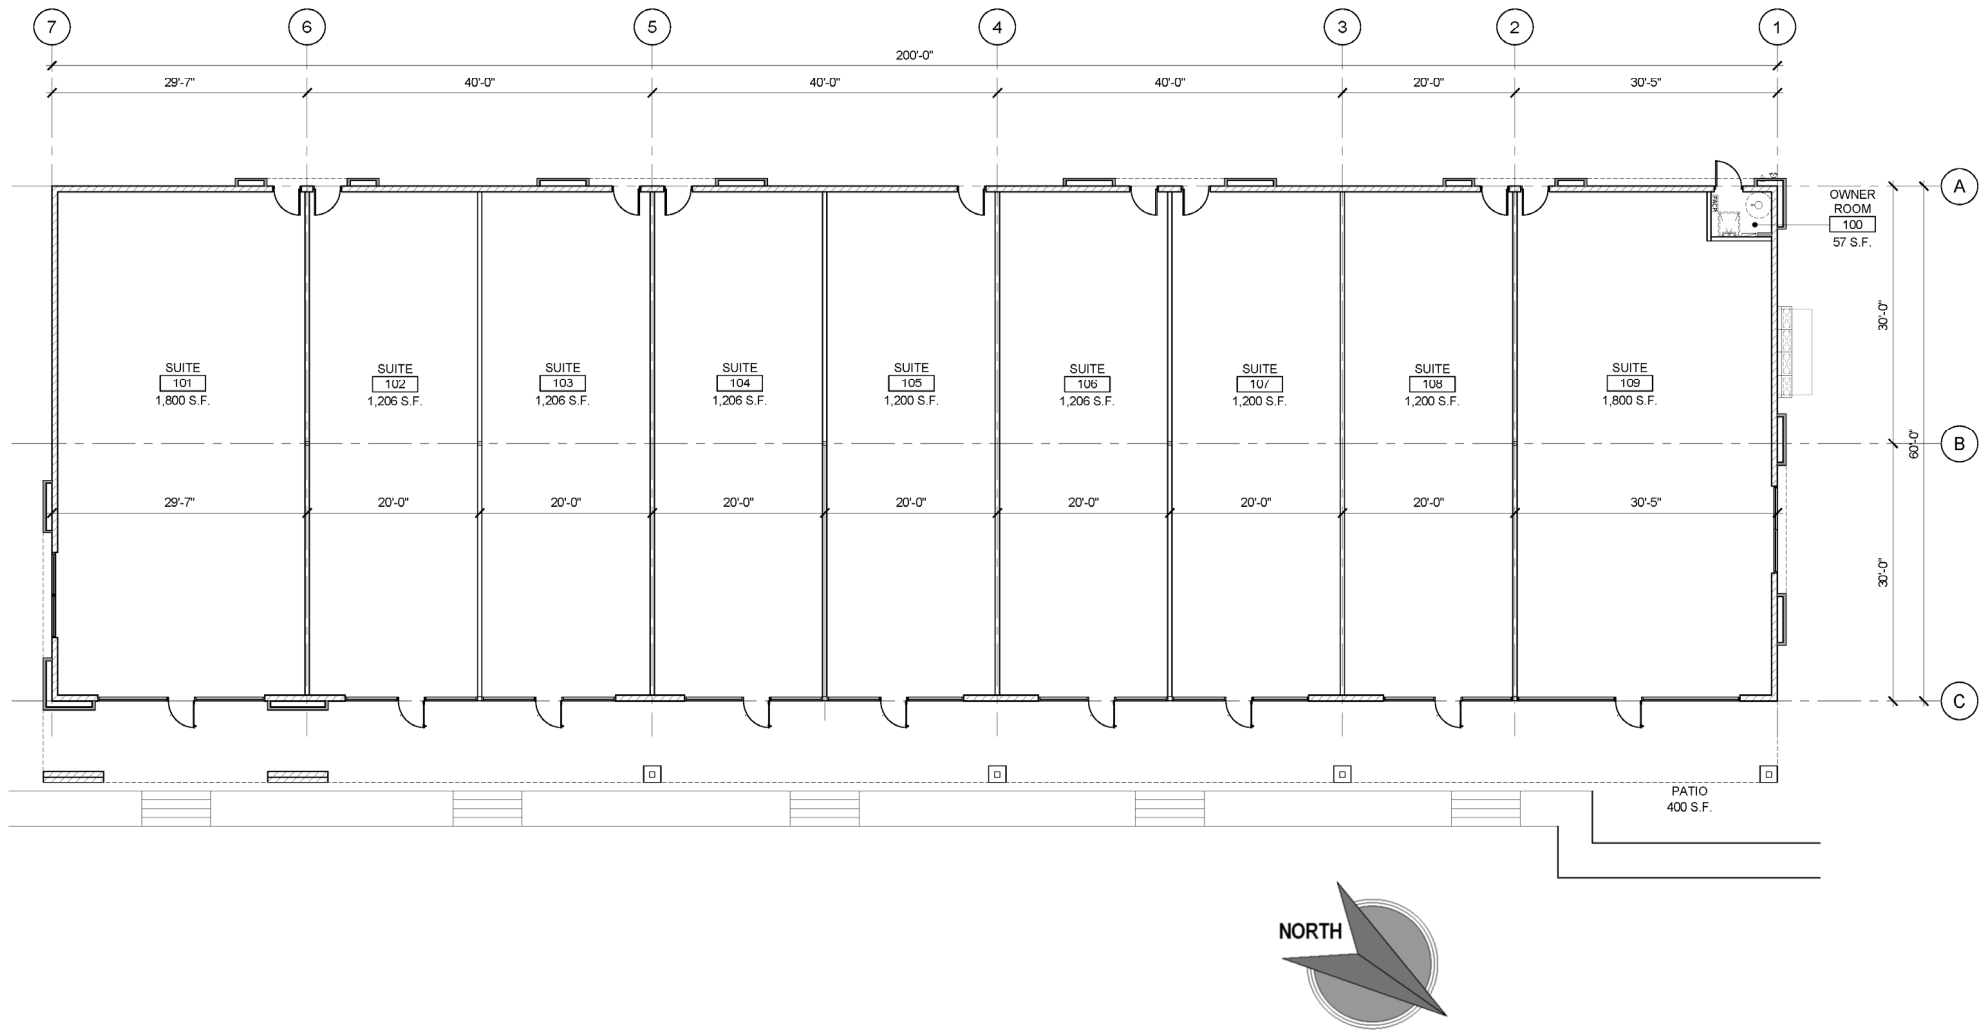 7 6 5 4 3 2 1
200'-0"
29'-7" 40'-0" 40'-0" 40'-0" 20'-0" 30'-5"
A
OWNER
ROOM
100
57 S.F.
FACP
30'-0"
SUITE SUITE SUITE SUITE SUITE SUITE SUITE SUITE SUITE
101 102 103 104 105 106 107 108 109
1,800 S.F. 1,206 S.F. 1,206 S.F. 1,206 S.F. 1,200 S.F. 1,206 S.F. 1,200 S.F. 1,200 S.F. 1,800 S.F.
60'-0"
B
29'-7" 20'-0" 20'-0" 20'-0" 20'-0" 20'-0" 20'-0" 20'-0" 30'-5"
30'-0"
C
PATIO
400 S.F.
NORTH